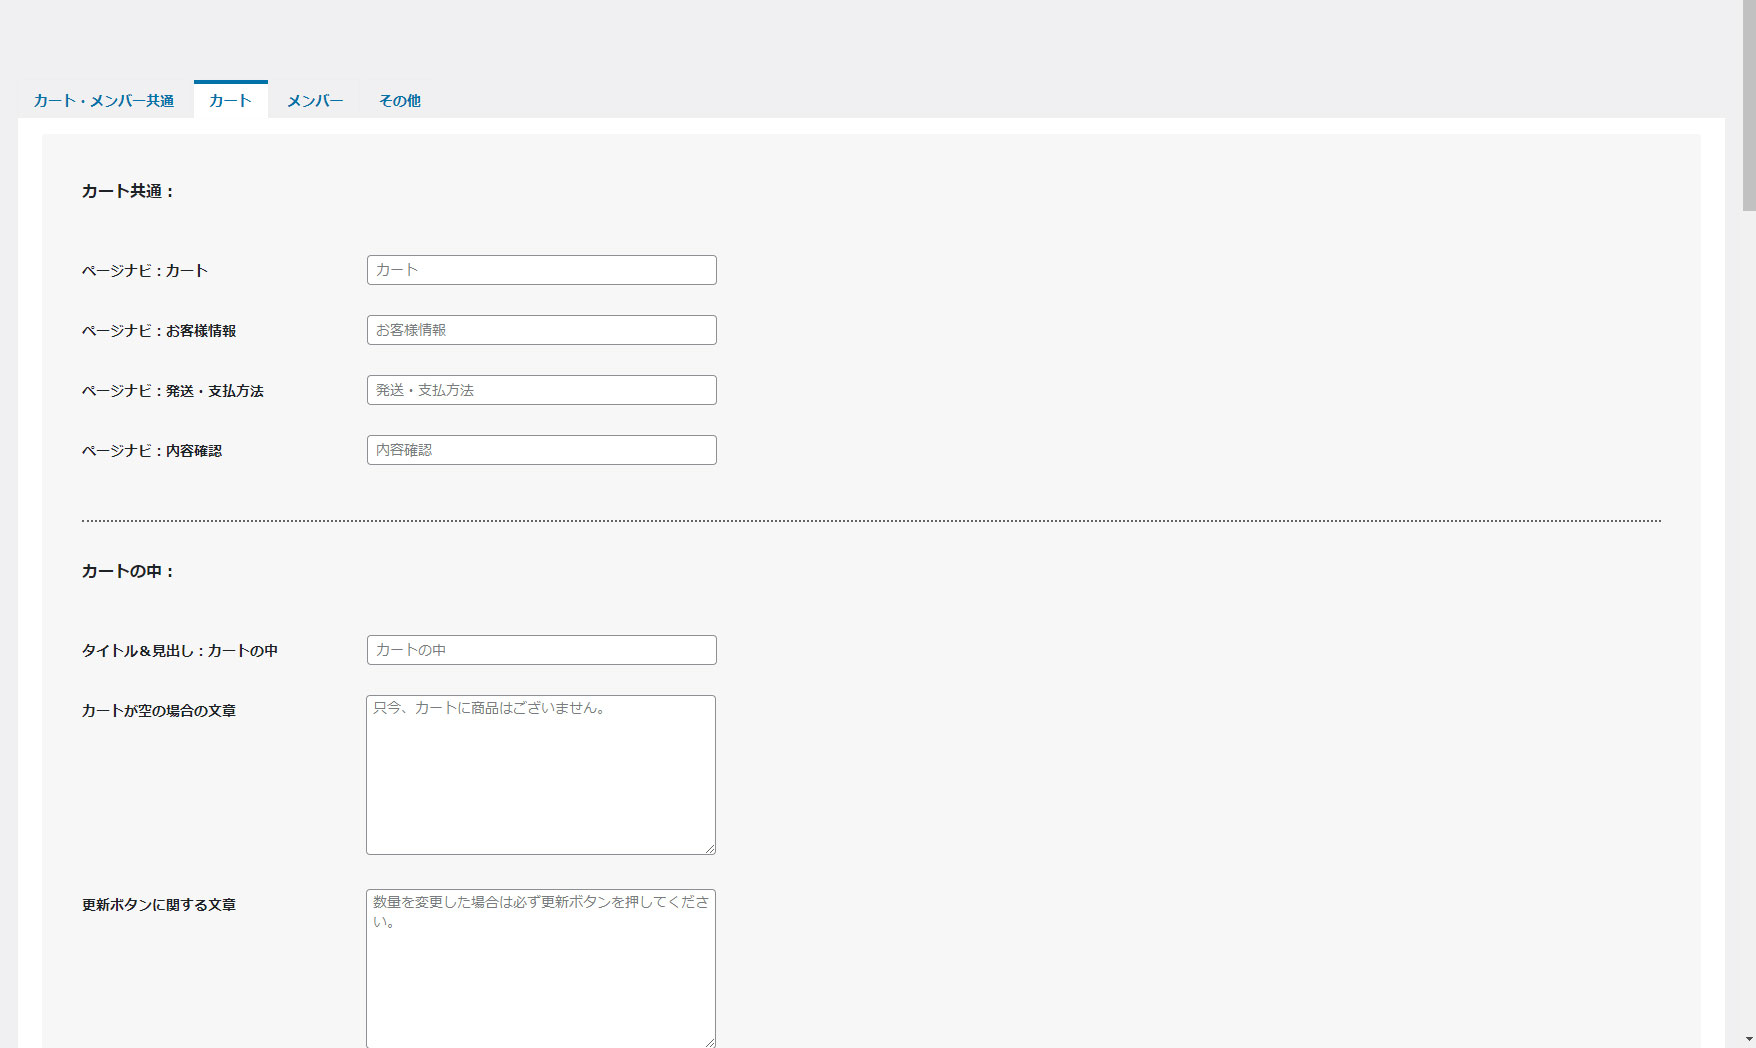 カート・メンバー共通 カート メンバー その他
カート共通：
ページナビ：カート カート
ページナビ：お客様情報 お客様情報
ページナビ：発送・支払方法 発送・支払方法
ページナビ：内容確認 内容確認
カートの中：
タイトル＆見出し：カートの中 カートの中
カートが空の場合の文章 只今、カートに商品はございません。
更新ボタンに関する文章 数量を変更した場合は必ず更新ボタンを押してくださ
い。